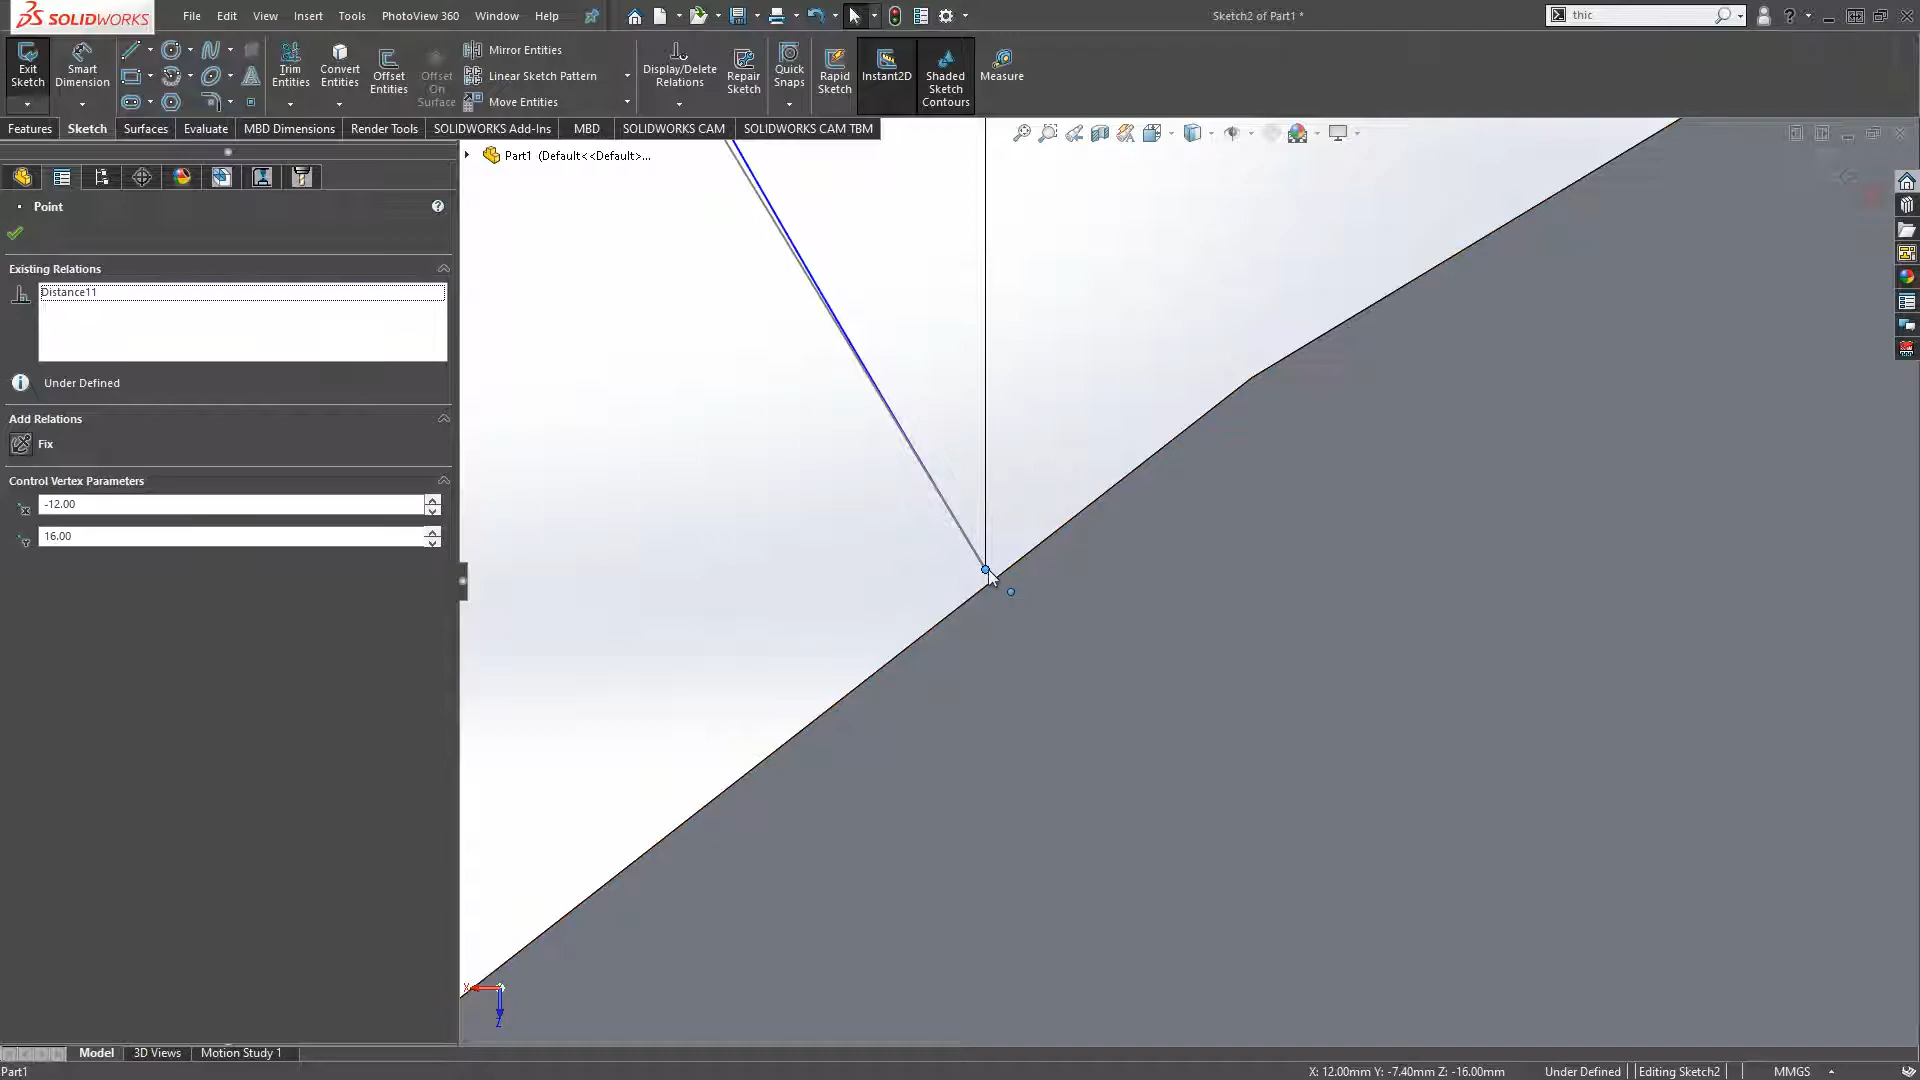 SOLIDWORKS
File
Edit
View
Insert
Tools
PhotoView 360
Window
Help
Sketch2 of Part1 *
thic
Exit
Sketch
Smart
Dimension
Trim
Entities
Convert
Entities
Offset
Entities
Offset
On
Surface
Mirror Entities
Linear Sketch Pattern
Move Entities
Display/Delete
Relations
Repair
Sketch
Quick
Snaps
Rapid
Sketch
Instant2D
Shaded
Sketch
Contours
Measure
Features
Sketch
Surfaces
Evaluate
MBD Dimensions
Render Tools
SOLIDWORKS Add-Ins
MBD
SOLIDWORKS CAM
SOLIDWORKS CAM TBM
Part1 (Default<<Default>...
Point
Existing Relations
Distance11
Under Defined
Add Relations
Fix
Control Vertex Parameters
-12.00
16.00
X
Z
Model
3D Views
Motion Study 1
Part1
X: 12.00mm Y: -7.40mm Z: -16.00mm
Under Defined
Editing Sketch2
MMGS